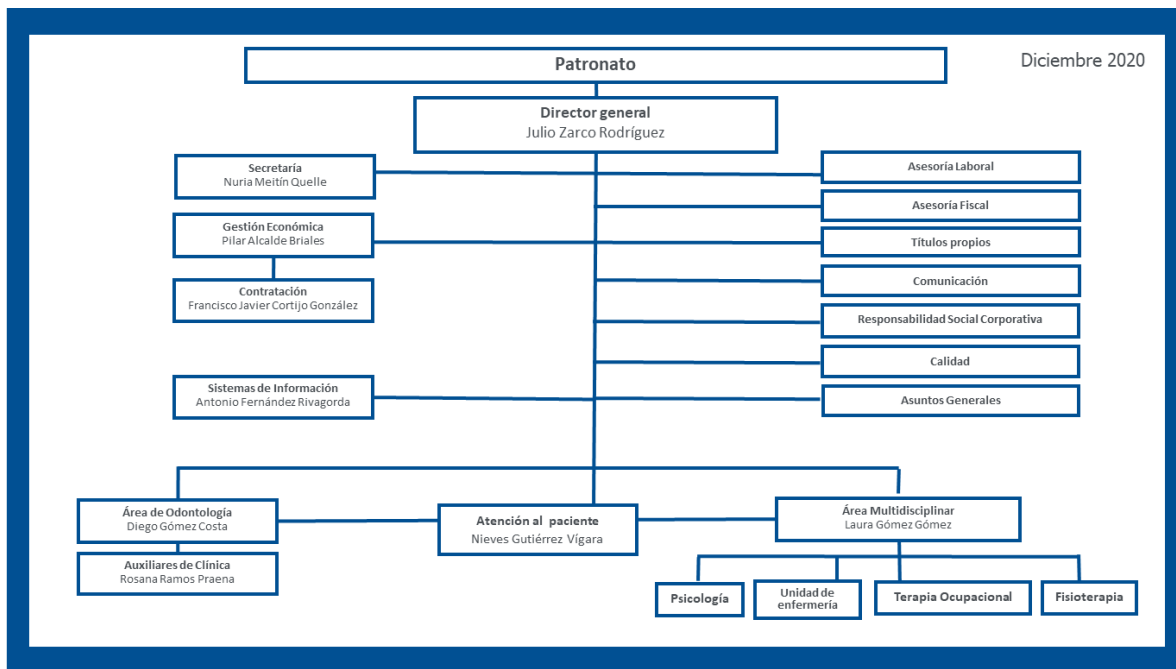 Patronato
Diciembre 2020
Director general
Julio Zarco Rodríguez
Secretaría
Nuria Meitín Quelle
Asesoría Laboral
Asesoría Fiscal
Gestión Económica
Pilar Alcalde Briales
Títulos propios
Contratación
Francisco Javier Cortijo González
Comunicación
Responsabilidad Social Corporativa
Calidad
Sistemas de Información
Antonio Fernández Rivagorda
Asuntos Generales
Área de Odontología
Diego Gómez Costa
Atención al paciente
Nieves Gutiérrez Vígara
Área Multidisciplinar
Laura Gómez Gómez
Auxiliares de Clínica
Rosana Ramos Praena
Psicología
Unidad de
enfermería
Terapia Ocupacional
Fisioterapia